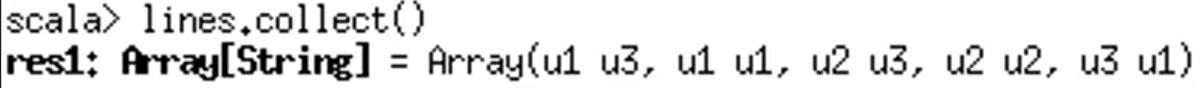 scala> lines.collect()
res1: Array[String] = Array(u1 u3, u1 u1, u2 u3, u2 u2, u3 u1)